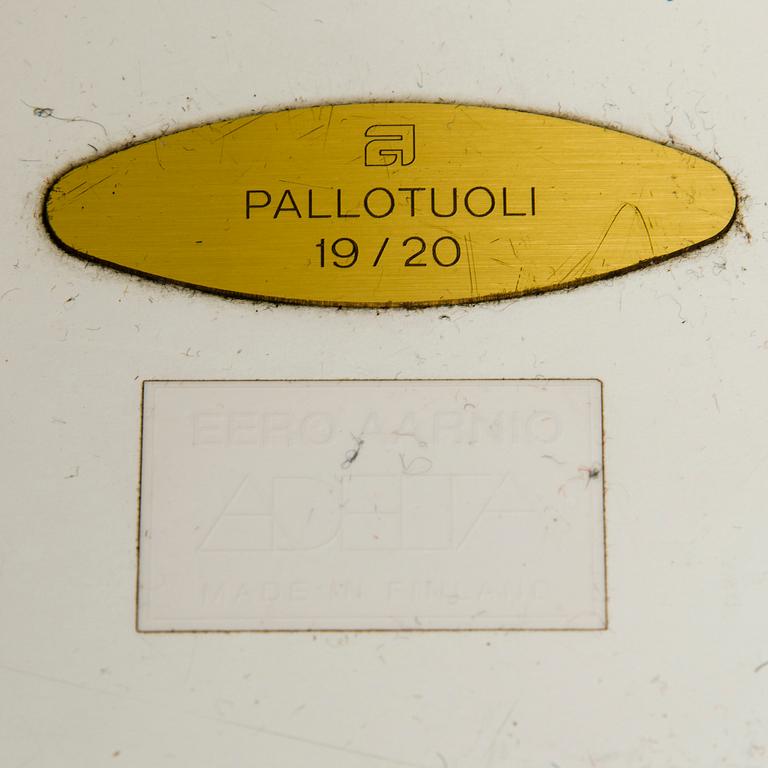 a
PALLOTUOLI
19/20
EERO AARNIO
ADELTA
MADE IN FINLAND